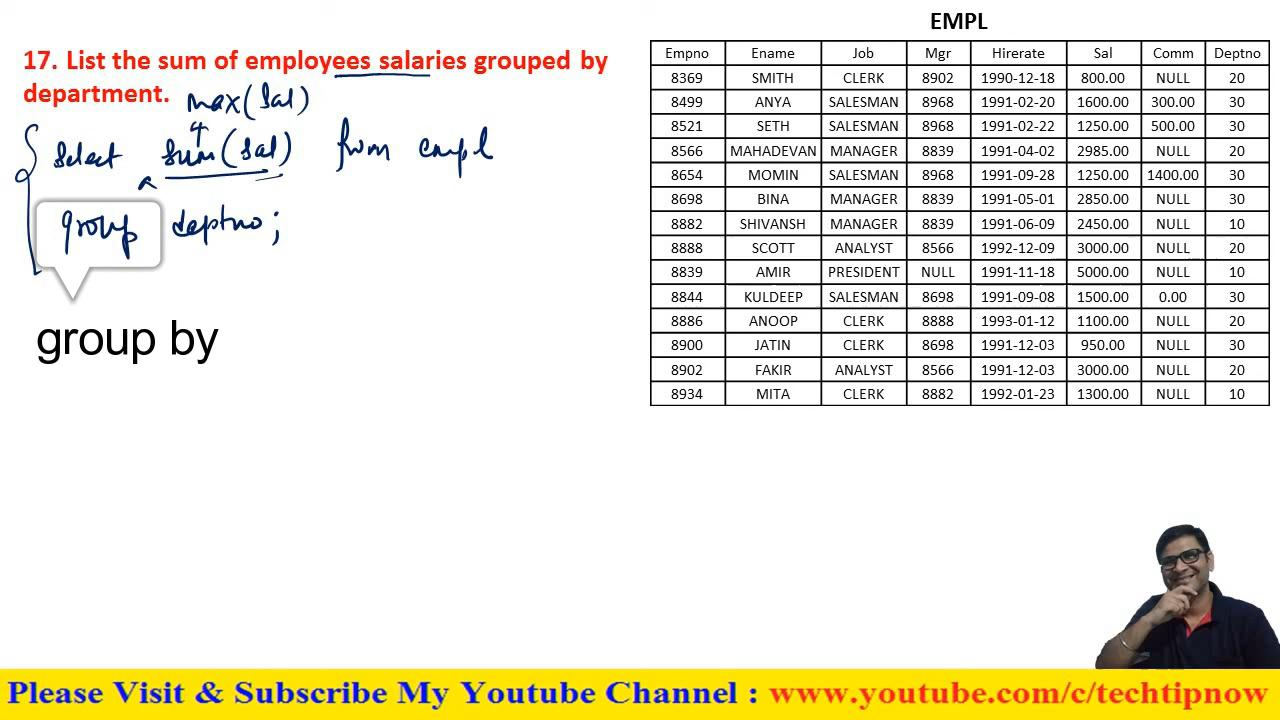 EMPL
17. List the sum of employees salaries grouped by
department.
max(sal)
select sum(sal) from empl
group deptno;
group by
Empno Ename Job Mgr Hirerate Sal Comm Deptno
8369 SMITH CLERK 8902 1990-12-18 800.00 NULL 20
8499 ANYA SALESMAN 8968 1991-02-20 1600.00 300.00 30
8521 SETH SALESMAN 8968 1991-02-22 1250.00 500.00 30
8566 MAHADEVAN MANAGER 8839 1991-04-02 2985.00 NULL 20
8654 MOMIN SALESMAN 8968 1991-09-28 1250.00 1400.00 30
8698 BINA MANAGER 8839 1991-05-01 2850.00 NULL 30
8882 SHIVANSH MANAGER 8839 1991-06-09 2450.00 NULL 10
8888 SCOTT ANALYST 8566 1992-12-09 3000.00 NULL 20
8839 AMIR PRESIDENT NULL 1991-11-18 5000.00 NULL 10
8844 KULDEEP SALESMAN 8698 1991-09-08 1500.00 0.00 30
8886 ANOOP CLERK 8888 1993-01-12 1100.00 NULL 20
8900 JATIN CLERK 8698 1991-12-03 950.00 NULL 30
8902 FAKIR ANALYST 8566 1991-12-03 3000.00 NULL 20
8934 MITA CLERK 8882 1992-01-23 1300.00 NULL 10
Please Visit & Subscribe My Youtube Channel : www.youtube.com/c/techtipnow